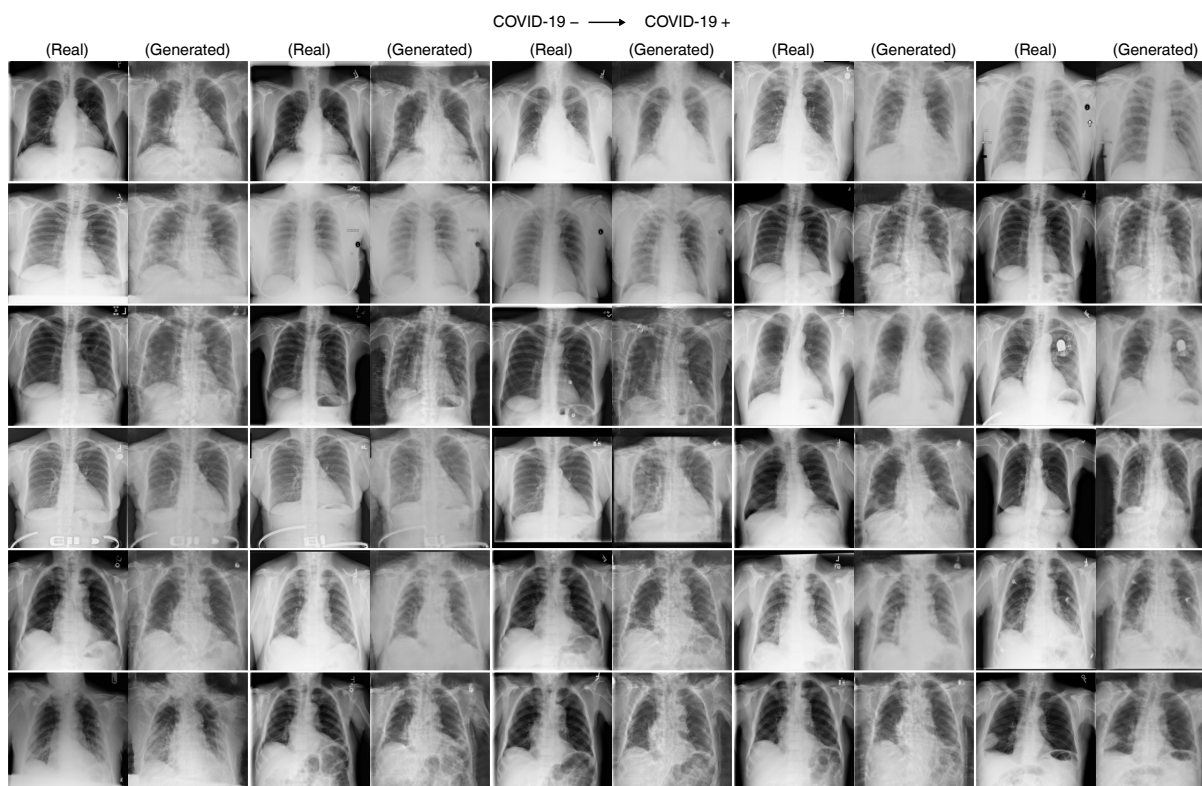 COVID-19 – ⟶ COVID-19 +
(Real) (Generated) (Real) (Generated) (Real) (Generated) (Real) (Generated) (Real) (Generated)